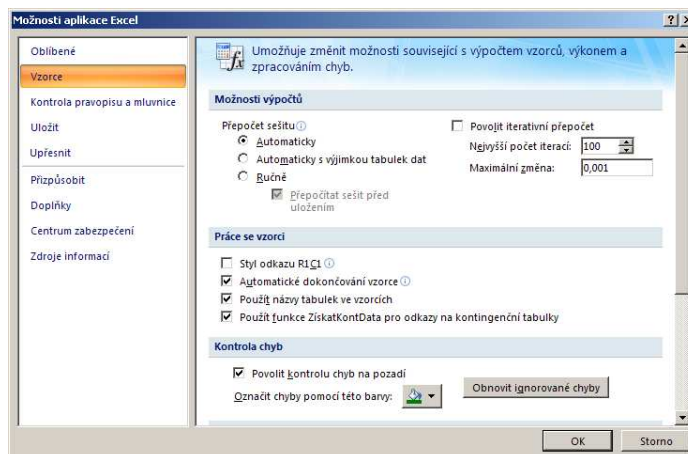 Možnosti aplikace Excel
Oblíbené
Vzorce
Kontrola pravopisu a mluvnice
Uložit
Upřesnit
Přizpůsobit
Doplňky
Centrum zabezpečení
Zdroje informací
Umožňuje změnit možnosti související s výpočtem vzorců, výkonem a
zpracováním chyb.
Možnosti výpočtů
Přepočet sešitu
Automaticky
Automaticky s výjimkou tabulek dat
Ručně
Přepočítat sešit před
uložením
Povolit iterativní přepočet
Nejvyšší počet iterací: 100
Maximální změna: 0,001
Práce se vzorci
Styl odkazu R1C1
Automatické dokončování vzorce
Použít názvy tabulek ve vzorcích
Použít funkce ZískatKontData pro odkazy na kontingenční tabulky
Kontrola chyb
Povolit kontrolu chyb na pozadí
Označit chyby pomocí této barvy:
Obnovit ignorované chyby
OK
Storno